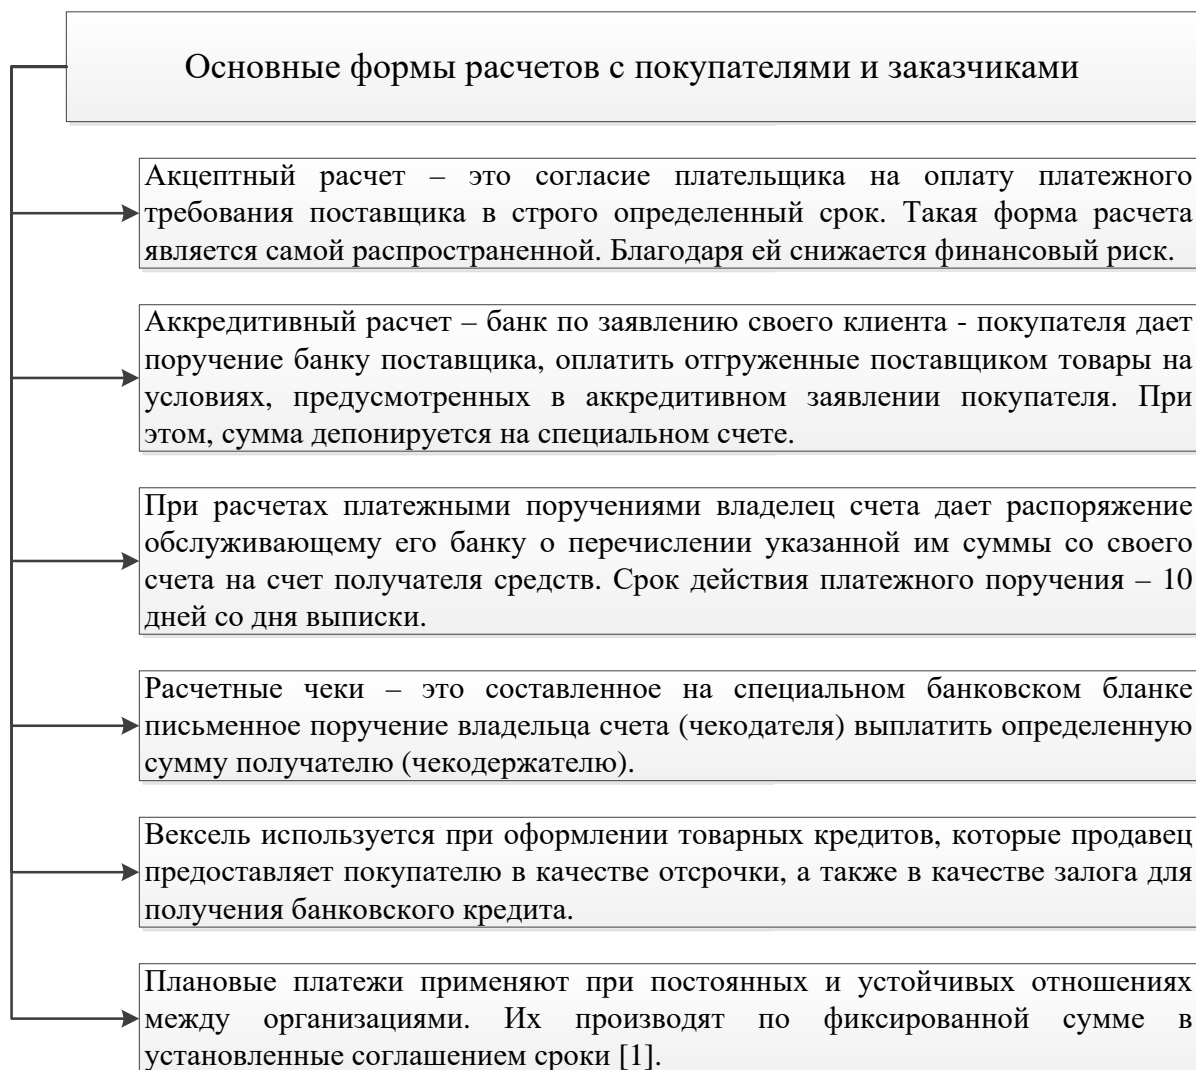 Основные формы расчетов с покупателями и заказчиками
Акцептный расчет – это согласие плательщика на оплату платежного
требования поставщика в строго определенный срок. Такая форма расчета
является самой распространенной. Благодаря ей снижается финансовый риск.
Аккредитивный расчет – банк по заявлению своего клиента - покупателя дает
поручение банку поставщика, оплатить отгруженные поставщиком товары на
условиях, предусмотренных в аккредитивном заявлении покупателя. При
этом, сумма депонируется на специальном счете.
При расчетах платежными поручениями владелец счета дает распоряжение
обслуживающему его банку о перечислении указанной им суммы со своего
счета на счет получателя средств. Срок действия платежного поручения – 10
дней со дня выписки.
Расчетные чеки – это составленное на специальном банковском бланке
письменное поручение владельца счета (чекодателя) выплатить определенную
сумму получателю (чекодержателю).
Вексель используется при оформлении товарных кредитов, которые продавец
предоставляет покупателю в качестве отсрочки, а также в качестве залога для
получения банковского кредита.
Плановые платежи применяют при постоянных и устойчивых отношениях
между организациями. Их производят по фиксированной сумме в
установленные соглашением сроки [1].